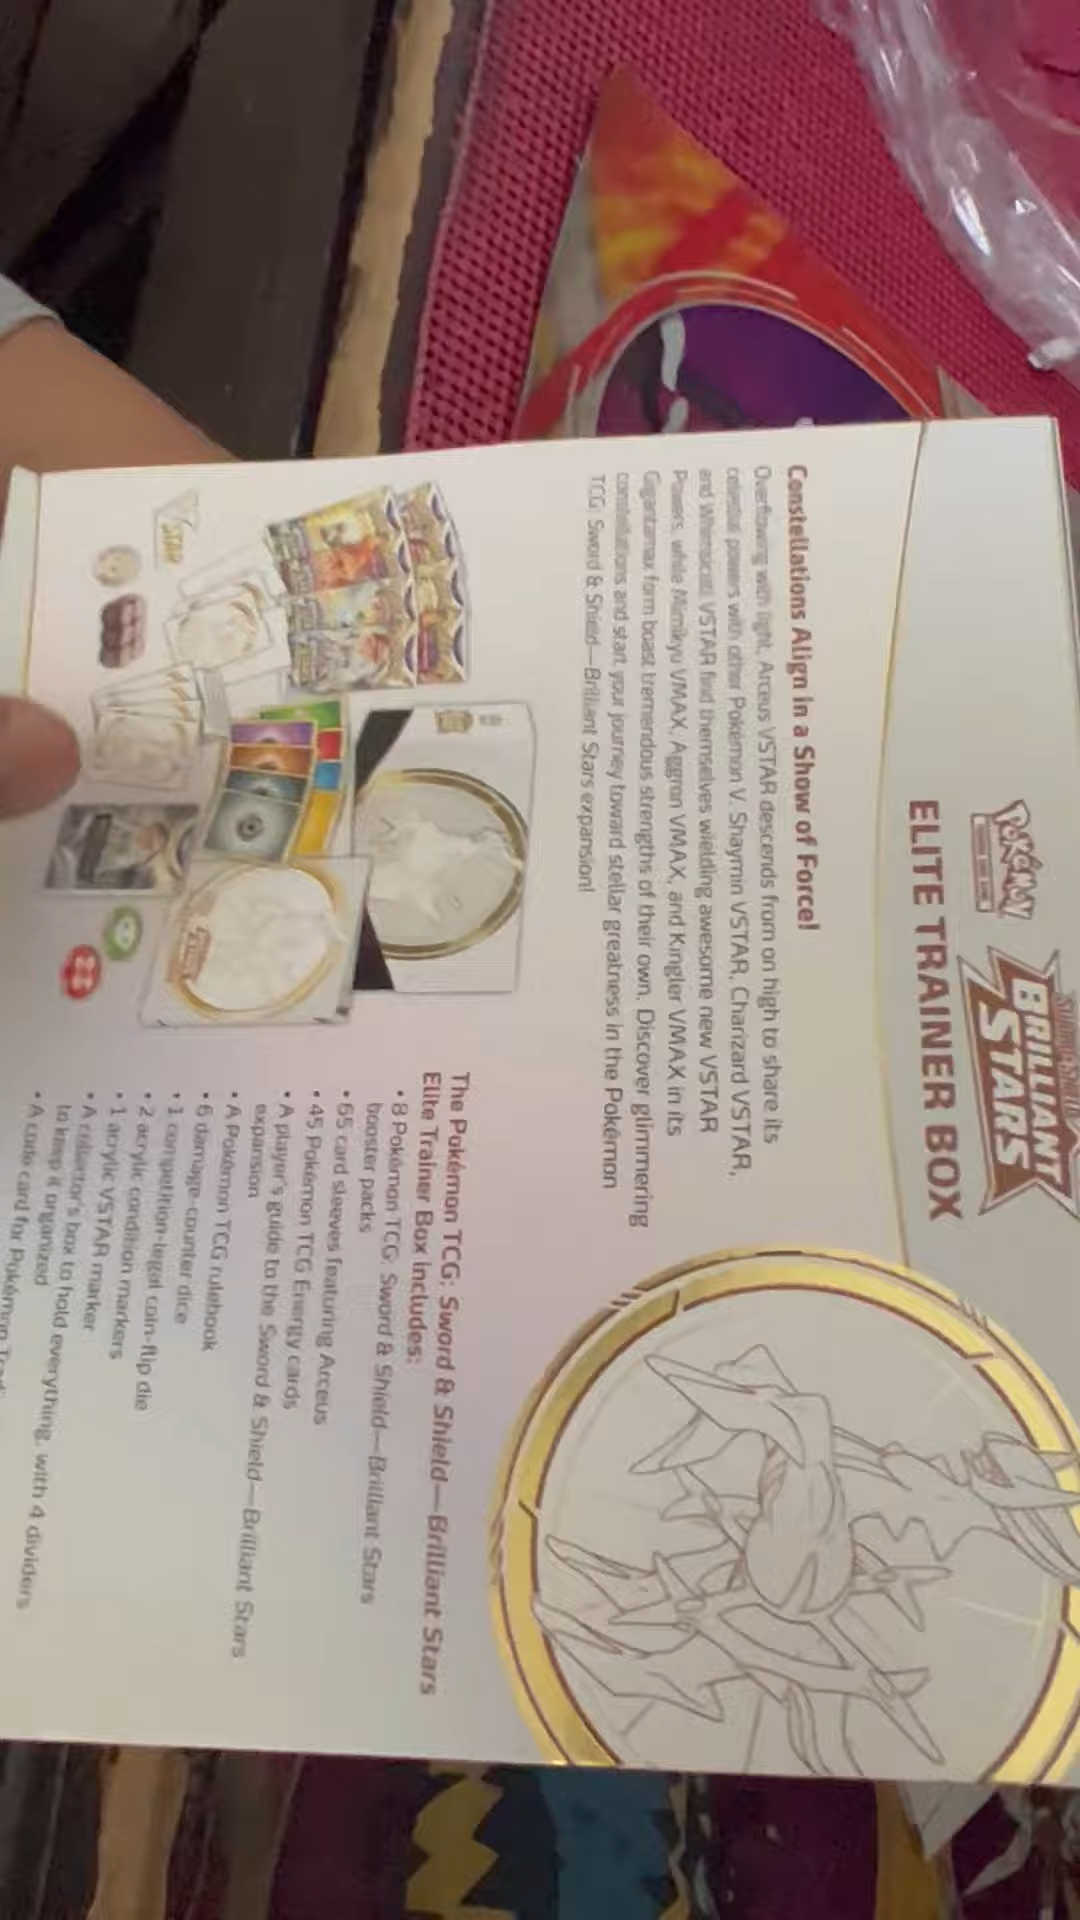 POKéMON
TRADING CARD GAME
SWORD & SHIELD
BRILLIANT
STARS
ELITE TRAINER BOX
Constellations Align in a Show of Force!
Overflowing with light, Arceus VSTAR descends from on high to share its
celestial powers with other Pokémon V. Shaymin VSTAR, Charizard VSTAR,
and Whimsicott VSTAR find themselves wielding awesome new VSTAR
Powers, while Mimikyu VMAX, Aggron VMAX, and Kingler VMAX in its
Gigantamax form boast tremendous strengths of their own. Discover glimmering
constellations and start your journey toward stellar greatness in the Pokémon
TCG: Sword & Shield—Brilliant Stars expansion!
The Pokémon TCG: Sword & Shield—Brilliant Stars
Elite Trainer Box includes:
• 8 Pokémon TCG: Sword & Shield—Brilliant Stars
booster packs
• 65 card sleeves featuring Arceus
• 45 Pokémon TCG Energy cards
• A player's guide to the Sword & Shield—Brilliant Stars
expansion
• A Pokémon TCG rulebook
• 6 damage-counter dice
• 1 competition-legal coin-flip die
• 2 acrylic condition markers
• 1 acrylic VSTAR marker
• A collector's box to hold everything, with 4 dividers
to keep it organized
• A code card for Pokémon
STAR